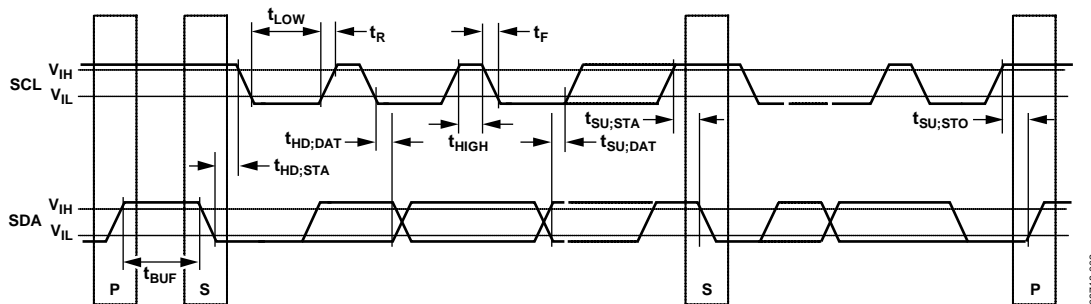 tLOW
tR
tF
SCL
VIH
VIL
tHD;DAT
tHIGH
tSU;STA
tSU;DAT
tSU;STO
tHD;STA
SDA
VIH
VIL
tBUF
P
S
S
P